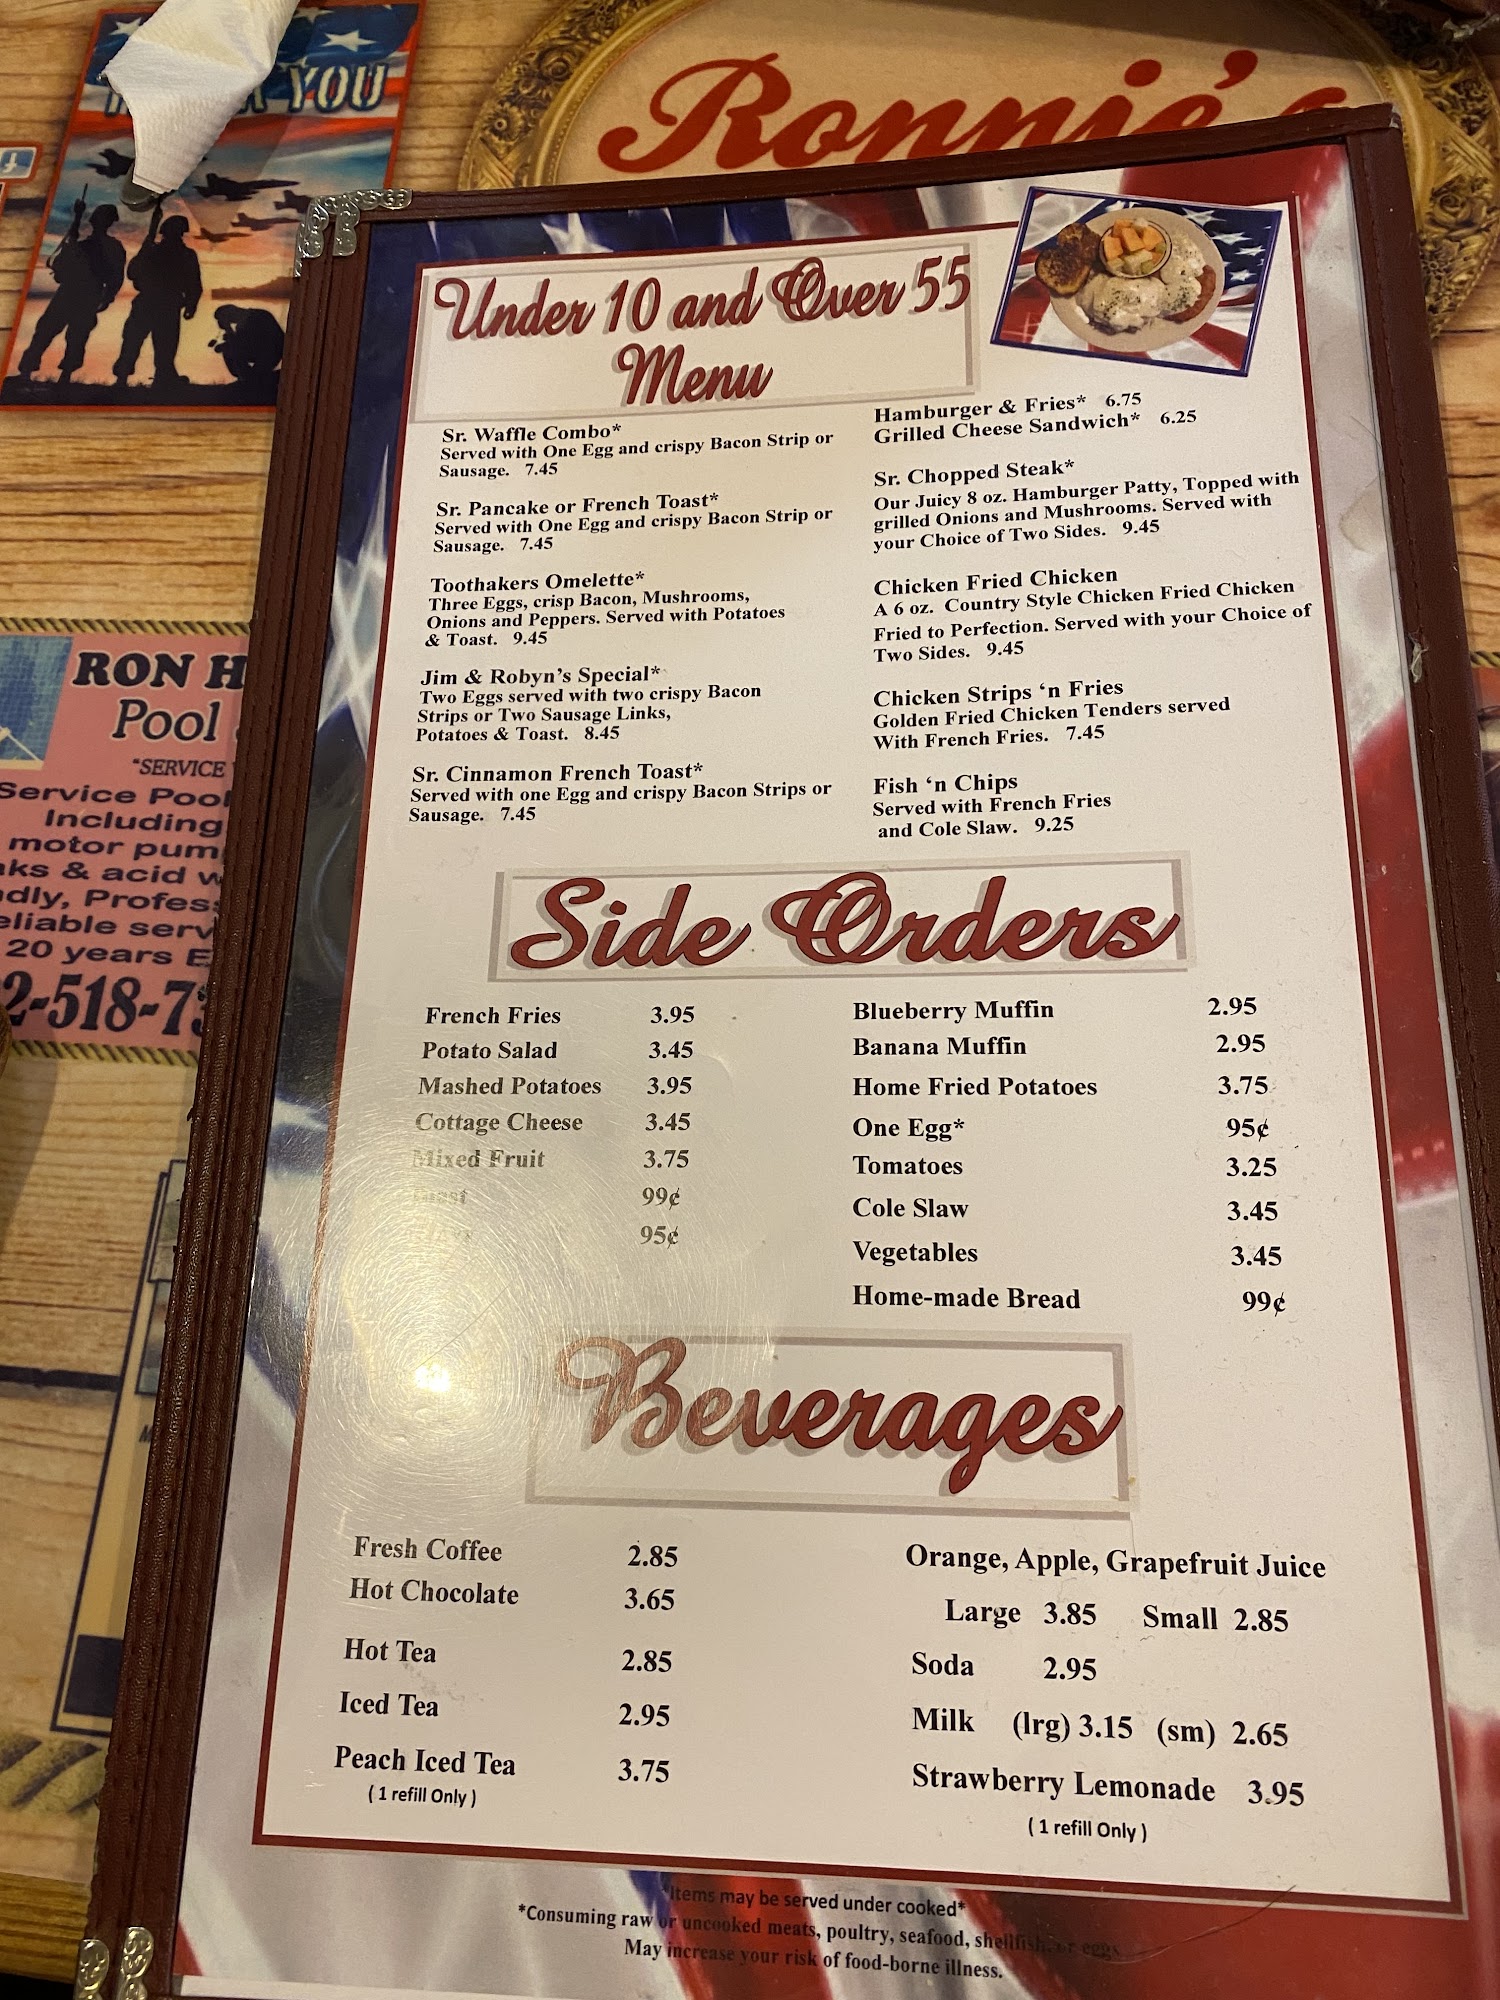 YOU
Ronnie's
RON H
Pool
"SERVICE
Service Pool
Including
motor pum
ks & acid w
dly, Profess
eliable serv
20 years E
2-518-73
Under 10 and Over 55
Menu
Sr. Waffle Combo*
Served with One Egg and crispy Bacon Strip or
Sausage. 7.45
Sr. Pancake or French Toast*
Served with One Egg and crispy Bacon Strip or
Sausage. 7.45
Toothakers Omelette*
Three Eggs, crisp Bacon, Mushrooms,
Onions and Peppers. Served with Potatoes
& Toast. 9.45
Jim & Robyn's Special*
Two Eggs served with two crispy Bacon
Strips or Two Sausage Links,
Potatoes & Toast. 8.45
Sr. Cinnamon French Toast*
Served with one Egg and crispy Bacon Strips or
Sausage. 7.45
Hamburger & Fries* 6.75
Grilled Cheese Sandwich* 6.25
Sr. Chopped Steak*
Our Juicy 8 oz. Hamburger Patty, Topped with
grilled Onions and Mushrooms. Served with
your Choice of Two Sides. 9.45
Chicken Fried Chicken
A 6 oz. Country Style Chicken Fried Chicken
Fried to Perfection. Served with your Choice of
Two Sides. 9.45
Chicken Strips 'n Fries
Golden Fried Chicken Tenders served
With French Fries. 7.45
Fish 'n Chips
Served with French Fries
and Cole Slaw. 9.25
Side Orders
French Fries 3.95
Potato Salad 3.45
Mashed Potatoes 3.95
Cottage Cheese 3.45
Mixed Fruit 3.75
Toast 99¢
95¢
Blueberry Muffin 2.95
Banana Muffin 2.95
Home Fried Potatoes 3.75
One Egg* 95¢
Tomatoes 3.25
Cole Slaw 3.45
Vegetables 3.45
Home-made Bread 99¢
Beverages
Fresh Coffee 2.85
Hot Chocolate 3.65
Hot Tea 2.85
Iced Tea 2.95
Peach Iced Tea 3.75
( 1 refill Only )
Orange, Apple, Grapefruit Juice
Large 3.85 Small 2.85
Soda 2.95
Milk (lrg) 3.15 (sm) 2.65
Strawberry Lemonade 3.95
( 1 refill Only )
*Items may be served under cooked*
*Consuming raw or uncooked meats, poultry, seafood, shellfish, or eggs
May increase your risk of food-borne illness.